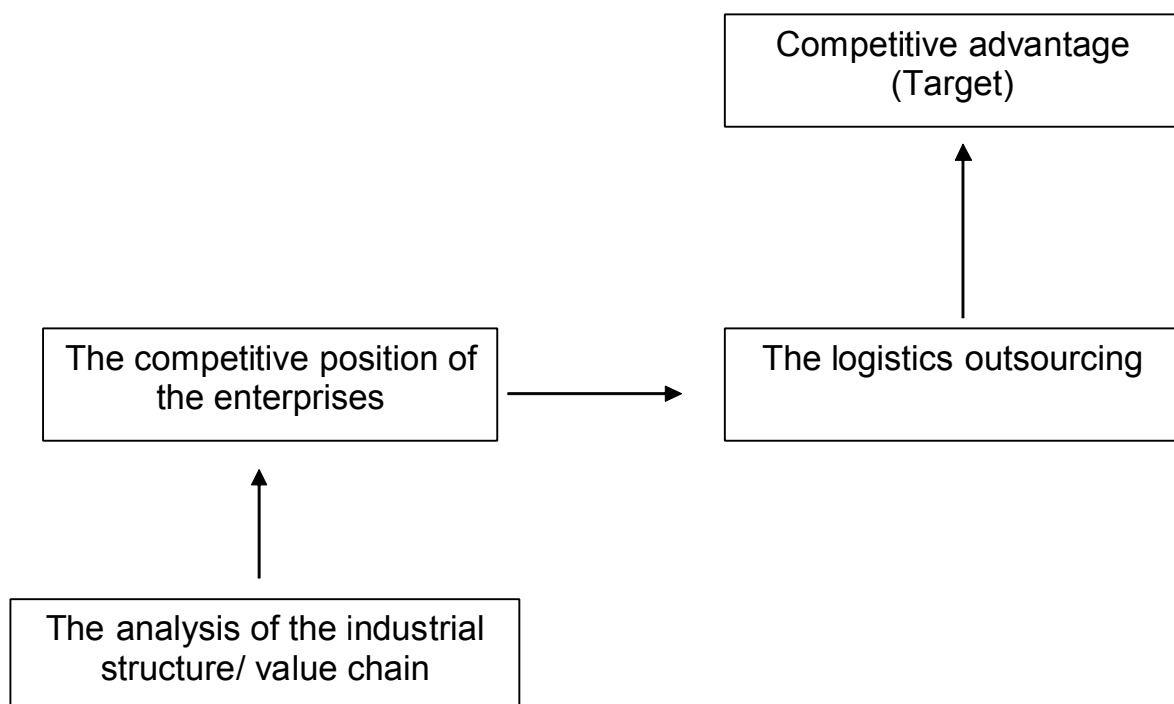 Competitive advantage
(Target)
The competitive position of
the enterprises
The logistics outsourcing
The analysis of the industrial
structure/ value chain